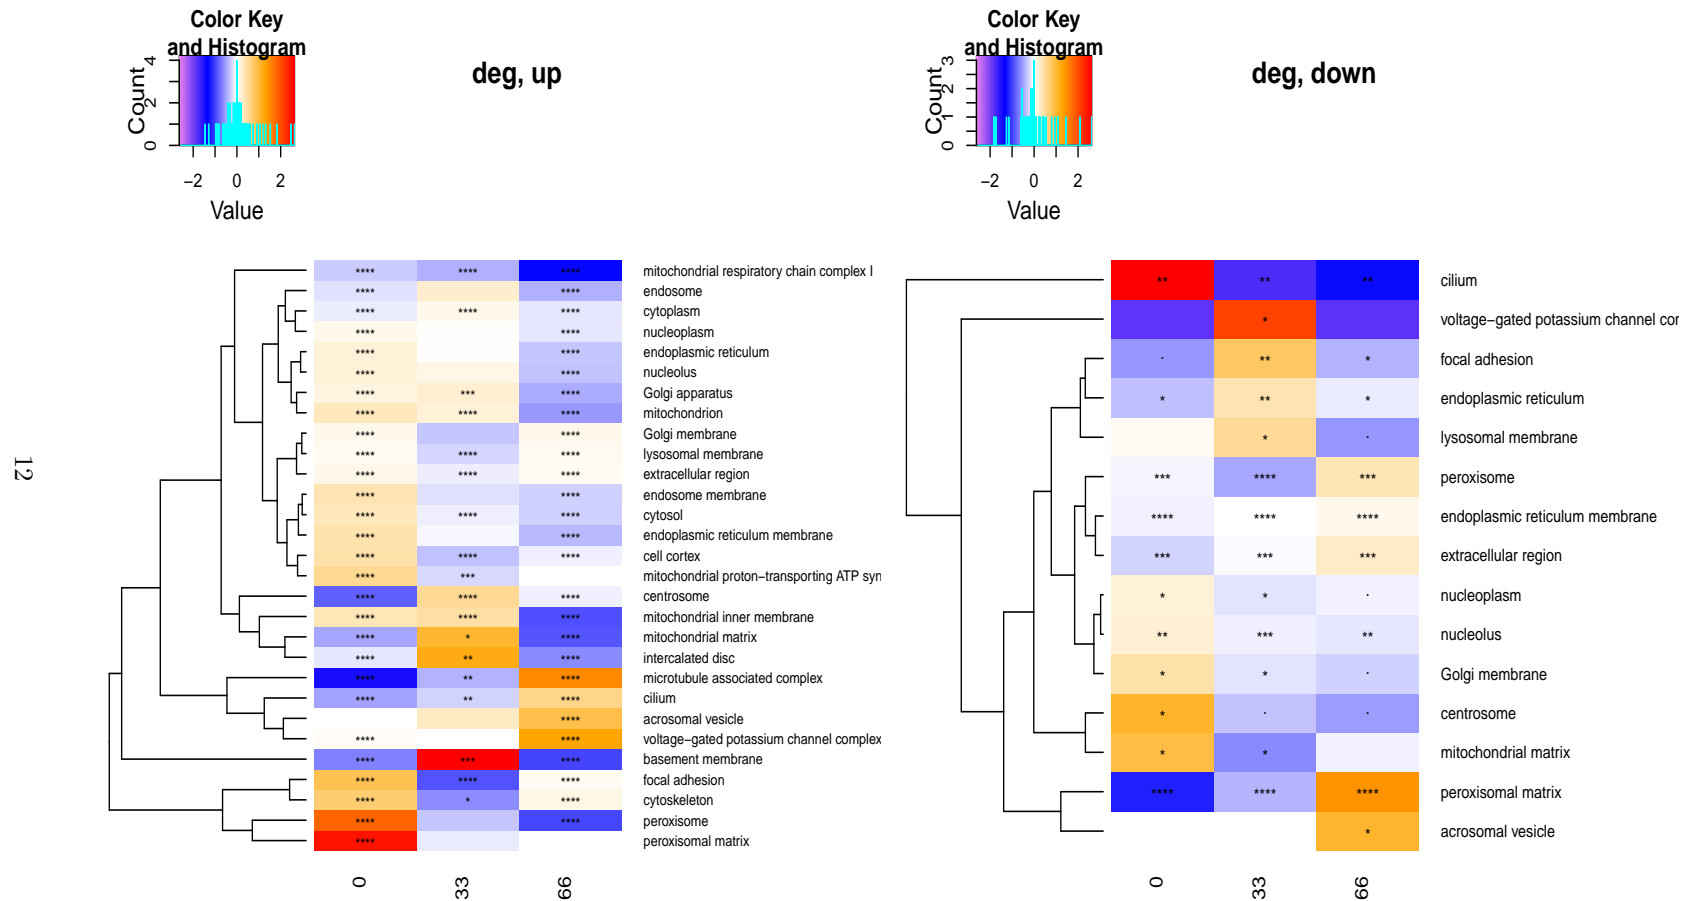 Color Key
and Histogram
Count
0 2 4
−2 0 2
Value
deg, up
**** **** **** mitochondrial respiratory chain complex I
**** **** endosome
**** **** **** cytoplasm
**** **** nucleoplasm
**** **** endoplasmic reticulum
**** **** nucleolus
**** *** **** Golgi apparatus
**** **** **** mitochondrion
**** **** Golgi membrane
**** **** **** lysosomal membrane
**** **** **** extracellular region
**** **** endosome membrane
**** **** **** cytosol
**** **** endoplasmic reticulum membrane
**** **** **** cell cortex
**** *** mitochondrial proton−transporting ATP syn
**** **** **** centrosome
**** **** **** mitochondrial inner membrane
**** * **** mitochondrial matrix
**** ** **** intercalated disc
**** ** **** microtubule associated complex
**** ** **** cilium
**** acrosomal vesicle
**** **** voltage−gated potassium channel complex
**** *** **** basement membrane
**** **** **** focal adhesion
**** * **** cytoskeleton
**** **** peroxisome
**** peroxisomal matrix
0 33 66
Color Key
and Histogram
Count
0 1 2 3
−2 0 2
Value
deg, down
** ** ** cilium
* voltage−gated potassium channel cor
. ** * focal adhesion
* ** * endoplasmic reticulum
* . lysosomal membrane
*** **** *** peroxisome
**** **** **** endoplasmic reticulum membrane
*** *** *** extracellular region
* * . nucleoplasm
** *** ** nucleolus
* * . Golgi membrane
* . . centrosome
* * mitochondrial matrix
**** **** **** peroxisomal matrix
* acrosomal vesicle
0 33 66
12